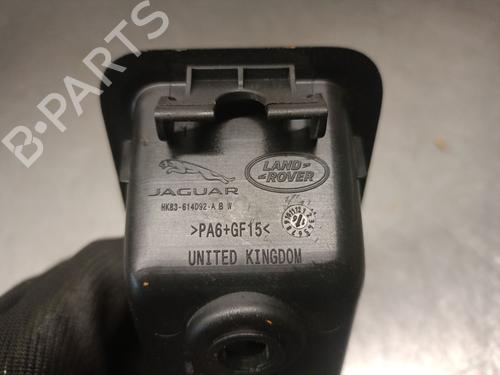 B-PARTS
JAGUAR
LAND
ROVER
HK83-614D92-A B W
>PA6+GF15<
UNITED KINGDOM